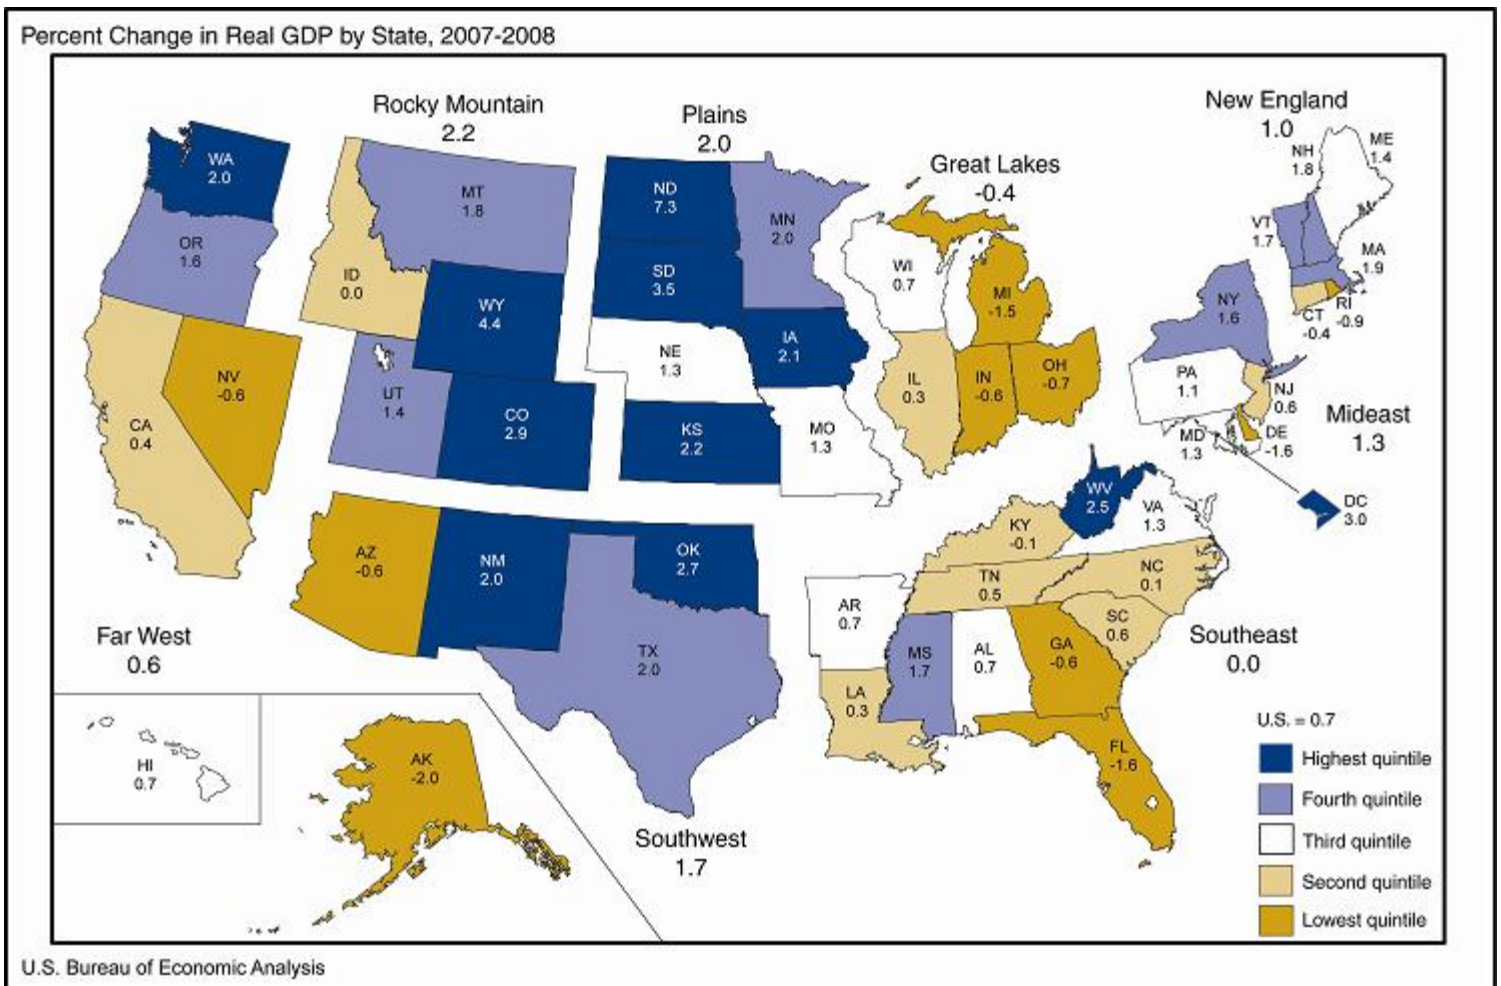 Percent Change in Real GDP by State, 2007-2008
Rocky Mountain
2.2
Plains
2.0
New England
1.0
Great Lakes
-0.4
WA
2.0
OR
1.6
CA
0.4
NV
-0.6
Far West
0.6
HI
0.7
AK
-2.0
MT
1.8
ID
0.0
WY
4.4
UT
1.4
CO
2.9
ND
7.3
SD
3.5
NE
1.3
KS
2.2
MN
2.0
IA
2.1
MO
1.3
AZ
-0.6
NM
2.0
OK
2.7
TX
2.0
Southwest
1.7
WI
0.7
MI
-1.5
IL
0.3
IN
-0.6
OH
-0.7
ME
1.4
NH
1.8
VT
1.7
MA
1.9
RI
-0.9
CT
-0.4
NY
1.6
PA
1.1
NJ
0.6
Mideast
1.3
MD
1.3
DE
-1.6
DC
3.0
WV
2.5
VA
1.3
KY
-0.1
TN
0.5
NC
0.1
SC
0.6
AR
0.7
LA
0.3
MS
1.7
AL
0.7
GA
-0.6
FL
-1.6
Southeast
0.0
U.S. = 0.7
Highest quintile
Fourth quintile
Third quintile
Second quintile
Lowest quintile
U.S. Bureau of Economic Analysis